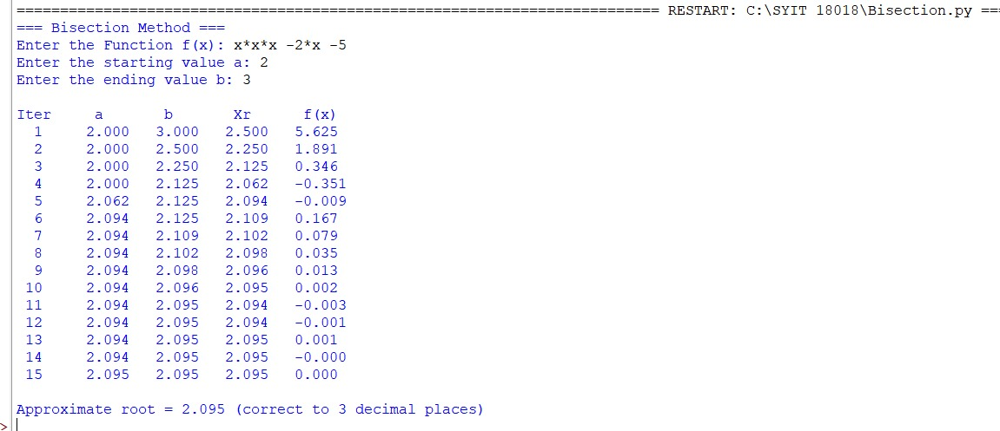 ========================================================================== RESTART: C:\SYIT 18018\Bisection.py ==
=== Bisection Method ===
Enter the Function f(x): x*x*x -2*x -5
Enter the starting value a: 2
Enter the ending value b: 3
Iter a b Xr f(x)
1 2.000 3.000 2.500 5.625
2 2.000 2.500 2.250 1.891
3 2.000 2.250 2.125 0.346
4 2.000 2.125 2.062 -0.351
5 2.062 2.125 2.094 -0.009
6 2.094 2.125 2.109 0.167
7 2.094 2.109 2.102 0.079
8 2.094 2.102 2.098 0.035
9 2.094 2.098 2.096 0.013
10 2.094 2.096 2.095 0.002
11 2.094 2.095 2.094 -0.003
12 2.094 2.095 2.094 -0.001
13 2.094 2.095 2.095 0.001
14 2.094 2.095 2.095 -0.000
15 2.095 2.095 2.095 0.000
Approximate root = 2.095 (correct to 3 decimal places)
>